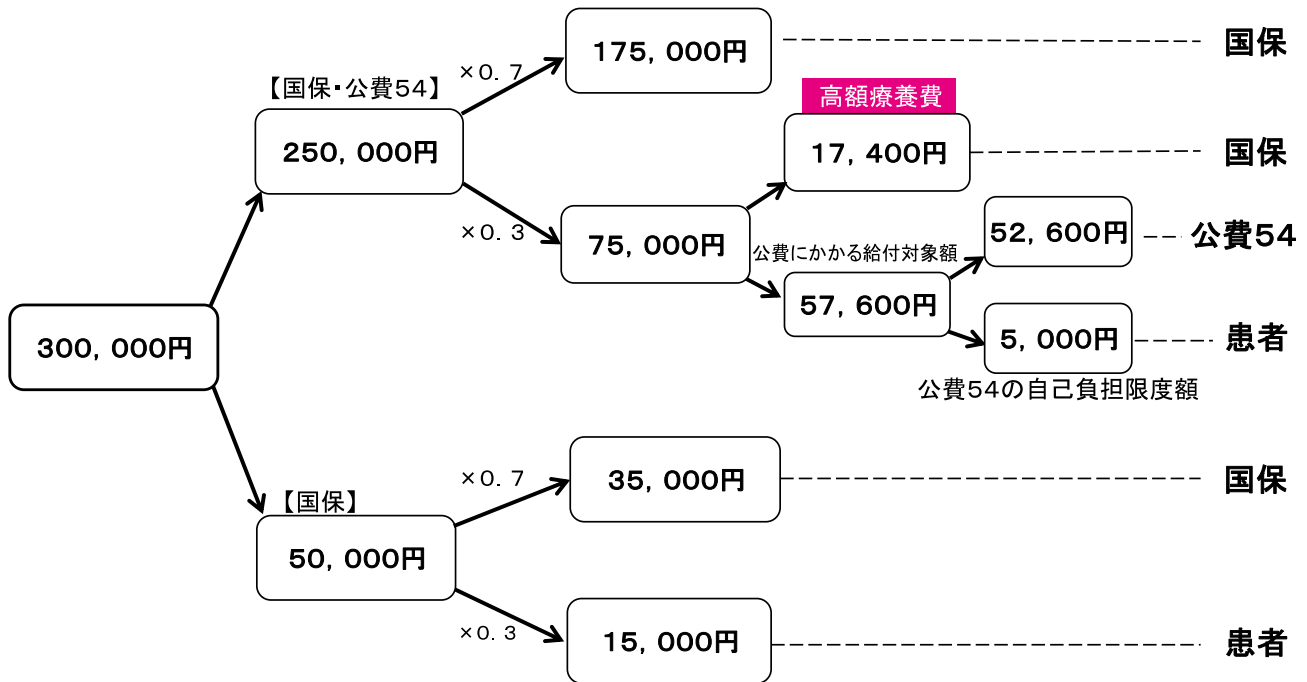 175，000円
国保
×0．7
【国保・公費54】
高額療養費
250，000円
17，400円
国保
×0．3
75，000円
52，600円
公費54
公費にかかる給付対象額
57，600円
300，000円
5，000円
患者
公費54の自己負担限度額
×0．7
35，000円
国保
【国保】
50，000円
×0．3
15，000円
患者